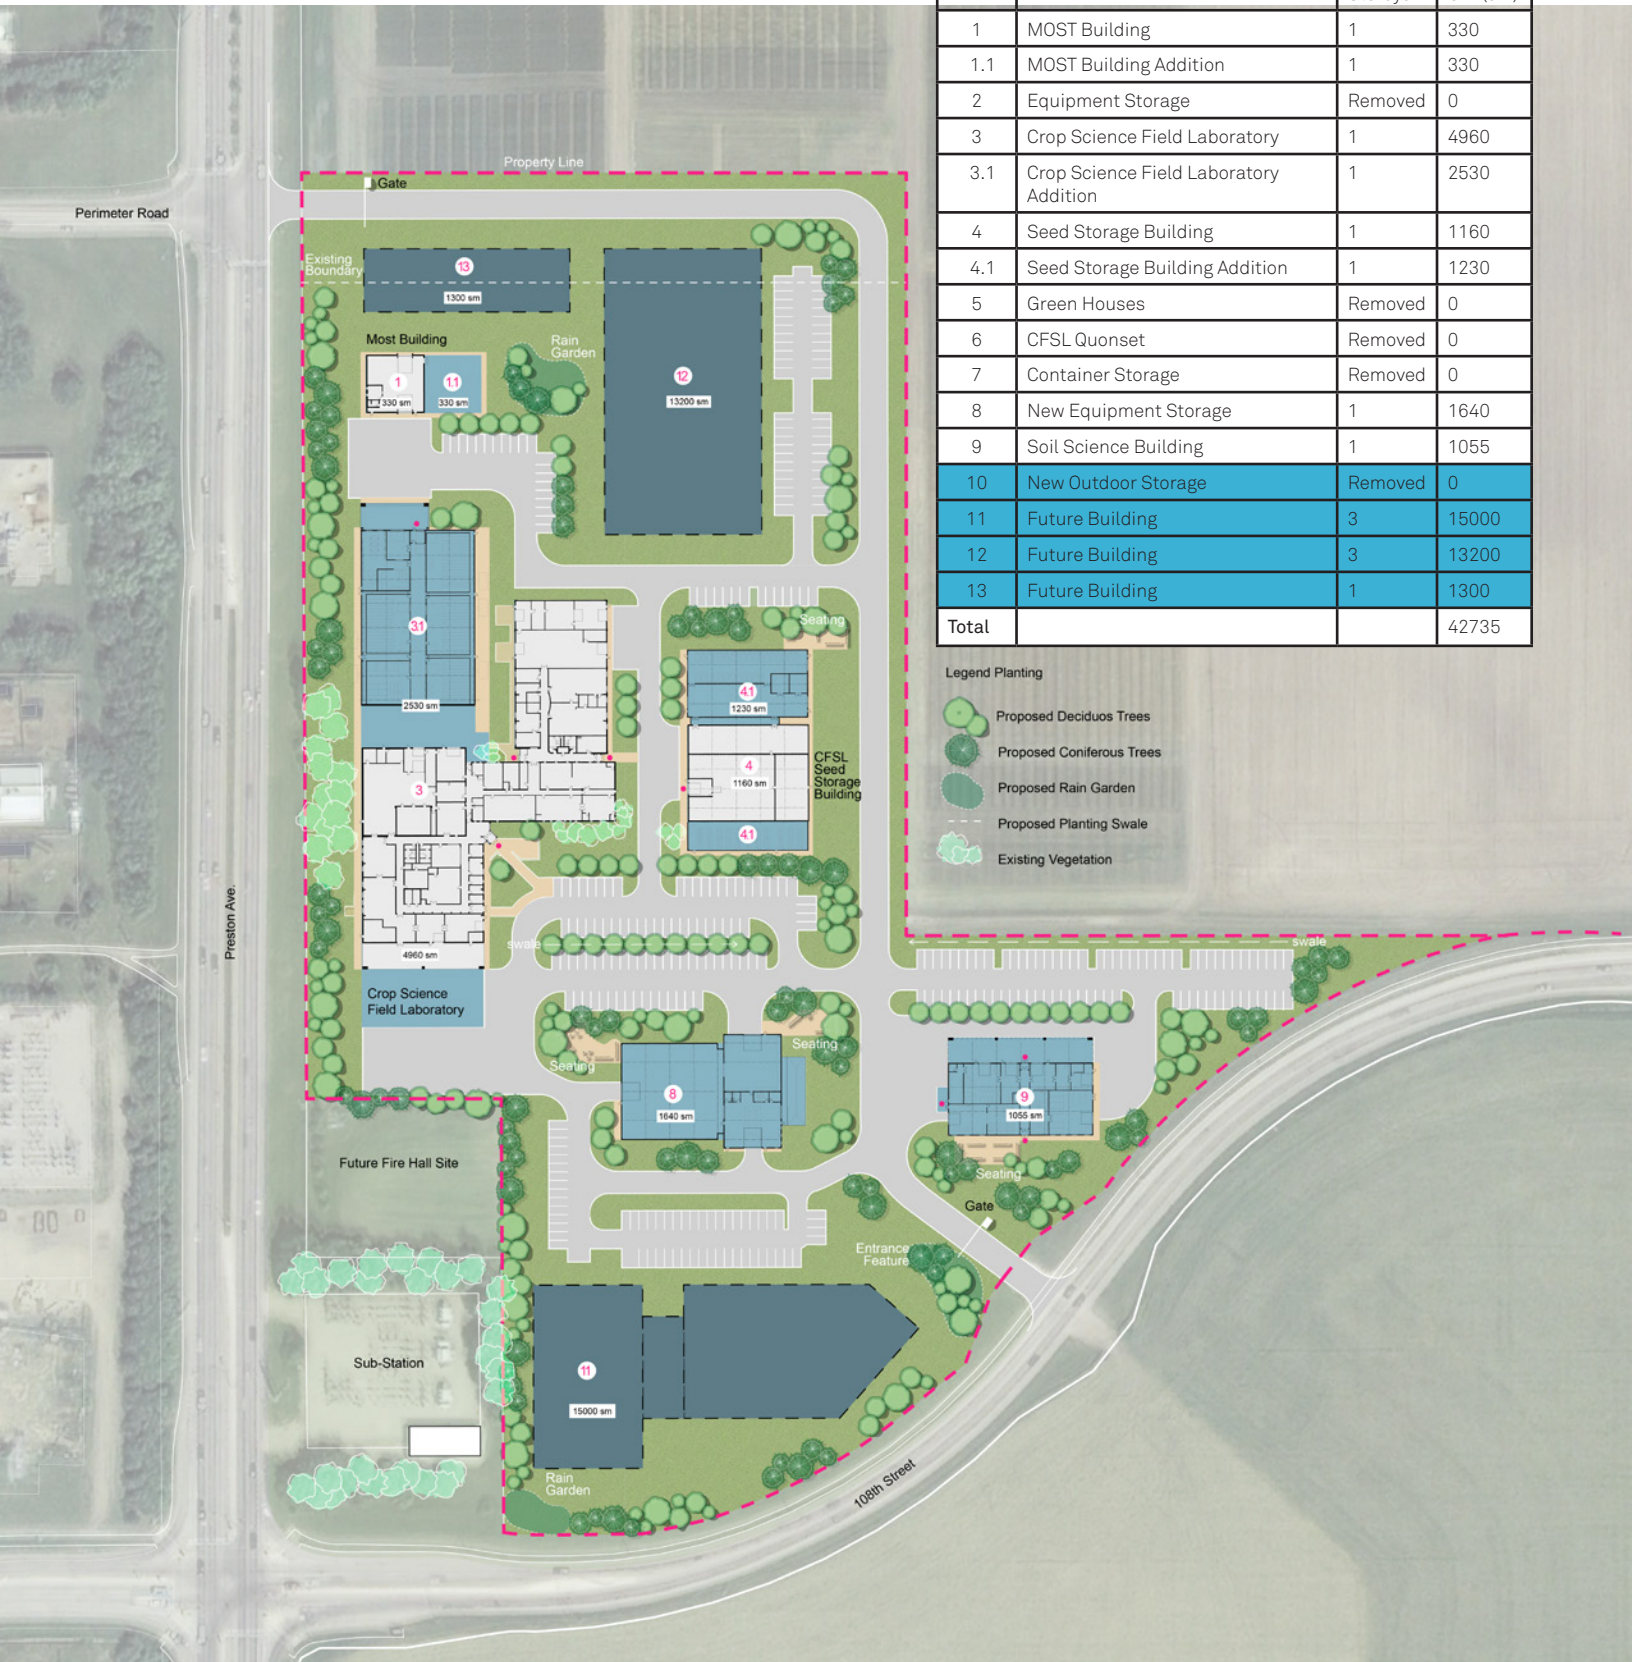 1 MOST Building 1 330
1.1 MOST Building Addition 1 330
2 Equipment Storage Removed 0
3 Crop Science Field Laboratory 1 4960
3.1 Crop Science Field Laboratory Addition 1 2530
4 Seed Storage Building 1 1160
4.1 Seed Storage Building Addition 1 1230
5 Green Houses Removed 0
6 CFSL Quonset Removed 0
7 Container Storage Removed 0
8 New Equipment Storage 1 1640
9 Soil Science Building 1 1055
10 New Outdoor Storage Removed 0
11 Future Building 3 15000
12 Future Building 3 13200
13 Future Building 1 1300
Total 42735
Legend Planting
Proposed Deciduos Trees
Proposed Coniferous Trees
Proposed Rain Garden
Proposed Planting Swale
Existing Vegetation
Property Line
Gate
Perimeter Road
Existing
Boundary
13
1300 sm
Most Building
Rain
Garden
1
330 sm
1.1
330 sm
12
13200 sm
3.1
2530 sm
Seating
4.1
1230 sm
4
1160 sm
CFSL
Seed
Storage
Building
4.1
3
4960 sm
Preston Ave.
swale
swale
Crop Science
Field Laboratory
Seating
Seating
8
1640 sm
9
1055 sm
Seating
Future Fire Hall Site
Gate
Entrance
Feature
Sub-Station
11
15000 sm
Rain
Garden
108th Street